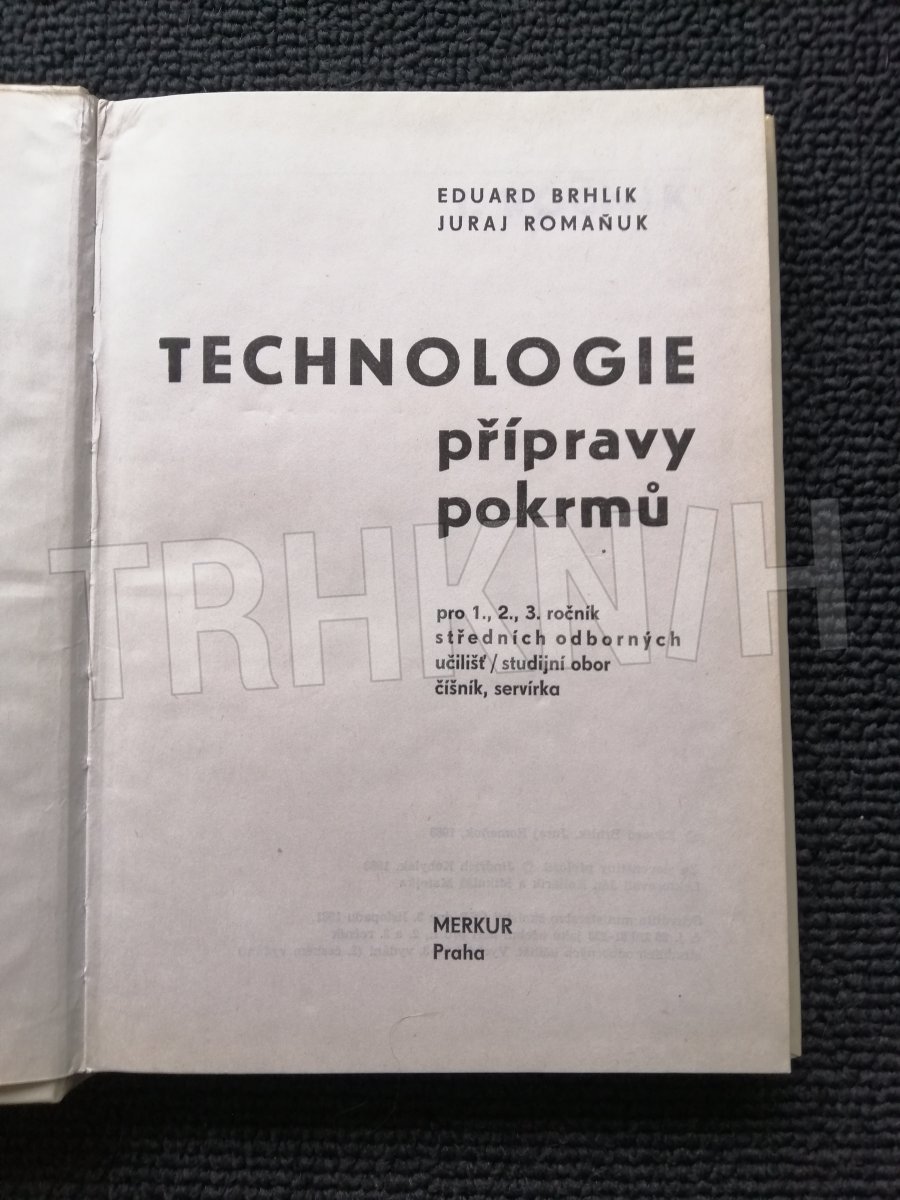 EDUARD BRHLÍK
JURAJ ROMAŇUK
TECHNOLOGIE
přípravy
pokrmů
TRHKNIH
pro 1., 2., 3. ročník
středních odborných
učilišť / studijní obor
číšník, servírka
MERKUR
Praha